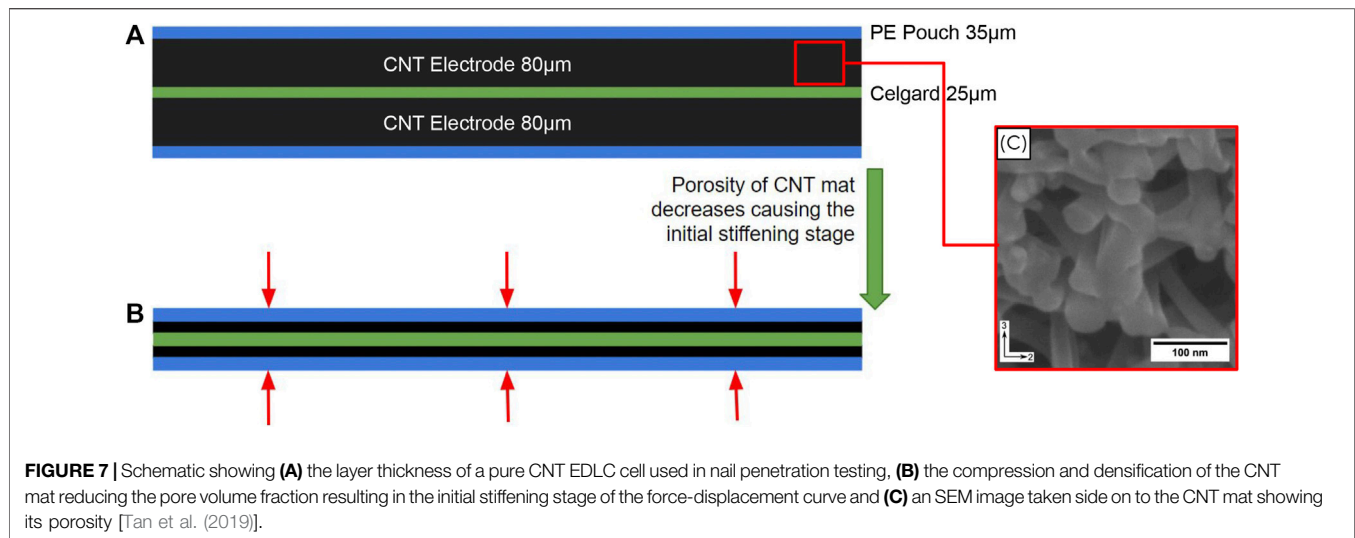 A
PE Pouch 35μm
CNT Electrode 80μm
Celgard 25μm
CNT Electrode 80μm
(C)
Porosity of CNT mat
decreases causing the
initial stiffening stage
B
3
2
100 nm
FIGURE 7 | Schematic showing (A) the layer thickness of a pure CNT EDLC cell used in nail penetration testing, (B) the compression and densification of the CNT
mat reducing the pore volume fraction resulting in the initial stiffening stage of the force-displacement curve and (C) an SEM image taken side on to the CNT mat showing
its porosity [Tan et al. (2019)].